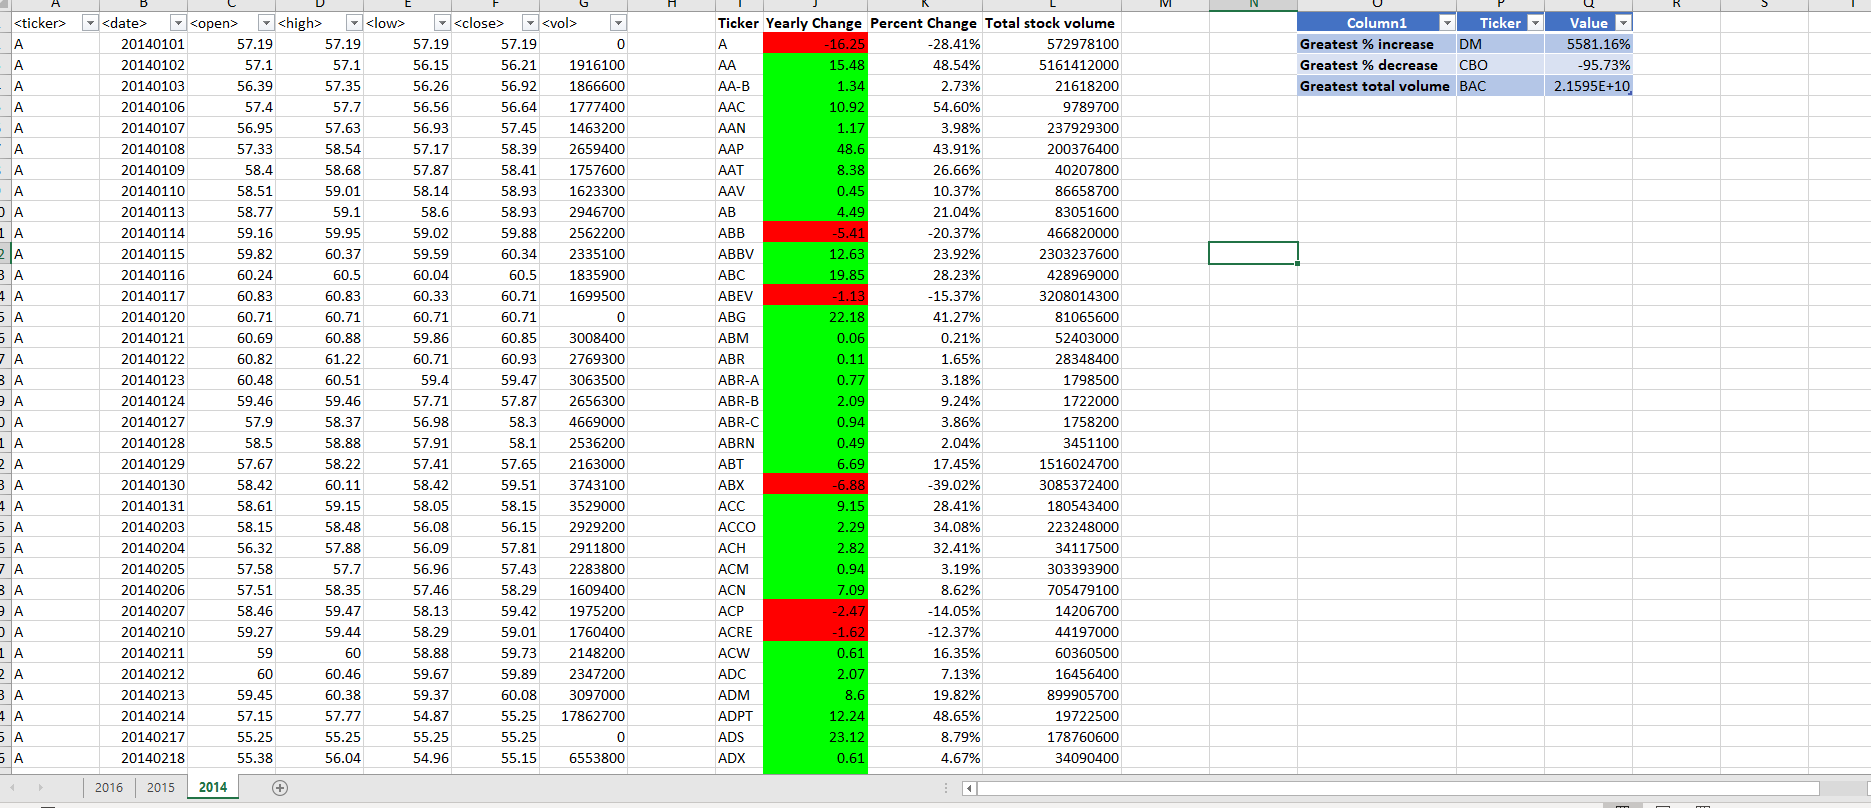 A B C D E F G H I J K L M N O P Q R S T
<ticker> <date> <open> <high> <low> <close> <vol> Ticker Yearly Change Percent Change Total stock volume Column1 Ticker Value
A 20140101 57.19 57.19 57.19 57.19 0 A -16.25 -28.41% 572978100 Greatest % increase DM 5581.16%
A 20140102 57.1 57.1 56.15 56.21 1916100 AA 15.48 48.54% 5161412000 Greatest % decrease CBO -95.73%
A 20140103 56.39 57.35 56.26 56.92 1866600 AA-B 1.34 2.73% 21618200 Greatest total volume BAC 2.1595E+10
A 20140106 57.4 57.7 56.56 56.64 1777400 AAC 10.92 54.60% 9789700
A 20140107 56.95 57.63 56.93 57.45 1463200 AAN 1.17 3.98% 237929300
A 20140108 57.33 58.54 57.17 58.39 2659400 AAP 48.6 43.91% 200376400
A 20140109 58.4 58.68 57.87 58.41 1757600 AAT 8.38 26.66% 40207800
A 20140110 58.51 59.01 58.14 58.93 1623300 AAV 0.45 10.37% 86658700
A 20140113 58.77 59.1 58.6 58.93 2946700 AB 4.49 21.04% 83051600
A 20140114 59.16 59.95 59.02 59.88 2562200 ABB -5.41 -20.37% 466820000
A 20140115 59.82 60.37 59.59 60.34 2335100 ABBV 12.63 23.92% 2303237600
A 20140116 60.24 60.5 60.04 60.5 1835900 ABC 19.85 28.23% 428969000
A 20140117 60.83 60.83 60.33 60.71 1699500 ABEV -1.13 -15.37% 3208014300
A 20140120 60.71 60.71 60.71 60.71 0 ABG 22.18 41.27% 81065600
A 20140121 60.69 60.88 59.86 60.85 3008400 ABM 0.06 0.21% 52403000
A 20140122 60.82 61.22 60.71 60.93 2769300 ABR 0.11 1.65% 28348400
A 20140123 60.48 60.51 59.4 59.47 3063500 ABR-A 0.77 3.18% 1798500
A 20140124 59.46 59.46 57.71 57.87 2656300 ABR-B 2.09 9.24% 1722000
A 20140127 57.9 58.37 56.98 58.3 4669000 ABR-C 0.94 3.86% 1758200
A 20140128 58.5 58.88 57.91 58.1 2536200 ABRN 0.49 2.04% 3451100
A 20140129 57.67 58.22 57.41 57.65 2163000 ABT 6.69 17.45% 1516024700
A 20140130 58.42 60.11 58.42 59.51 3743100 ABX -6.88 -39.02% 3085372400
A 20140131 58.61 59.15 58.05 58.15 3529000 ACC 9.15 28.41% 180543400
A 20140203 58.15 58.48 56.08 56.15 2929200 ACCO 2.29 34.08% 223248000
A 20140204 56.32 57.88 56.09 57.81 2911800 ACH 2.82 32.41% 34117500
A 20140205 57.58 57.7 56.96 57.43 2283800 ACM 0.94 3.19% 303393900
A 20140206 57.51 58.35 57.46 58.29 1609400 ACN 7.09 8.62% 705479100
A 20140207 58.46 59.47 58.13 59.42 1975200 ACP -2.47 -14.05% 14206700
A 20140210 59.27 59.44 58.29 59.01 1760400 ACRE -1.62 -12.37% 44197000
A 20140211 59 60 58.88 59.73 2148200 ACW 0.61 16.35% 60360500
A 20140212 60 60.46 59.67 59.89 2347200 ADC 2.07 7.13% 16456400
A 20140213 59.45 60.38 59.37 60.08 3097000 ADM 8.6 19.82% 899905700
A 20140214 57.15 57.77 54.87 55.25 17862700 ADPT 12.24 48.65% 19722500
A 20140217 55.25 55.25 55.25 55.25 0 ADS 23.12 8.79% 178760600
A 20140218 55.38 56.04 54.96 55.15 6553800 ADX 0.61 4.67% 34090400
2016 2015 2014